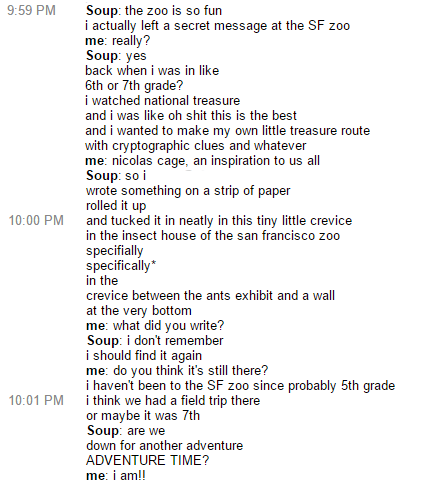 9:59 PM Soup: the zoo is so fun
i actually left a secret message at the SF zoo
me: really?
Soup: yes
back when i was in like
6th or 7th grade?
i watched national treasure
and i was like oh shit this is the best
and i wanted to make my own little treasure route
with cryptographic clues and whatever
me: nicolas cage, an inspiration to us all
Soup: so i
wrote something on a strip of paper
rolled it up
10:00 PM and tucked it in neatly in this tiny little crevice
in the insect house of the san francisco zoo
specifially
specifically*
in the
crevice between the ants exhibit and a wall
at the very bottom
me: what did you write?
Soup: i don't remember
i should find it again
me: do you think it's still there?
i haven't been to the SF zoo since probably 5th grade
10:01 PM i think we had a field trip there
or maybe it was 7th
Soup: are we
down for another adventure
ADVENTURE TIME?
me: i am!!